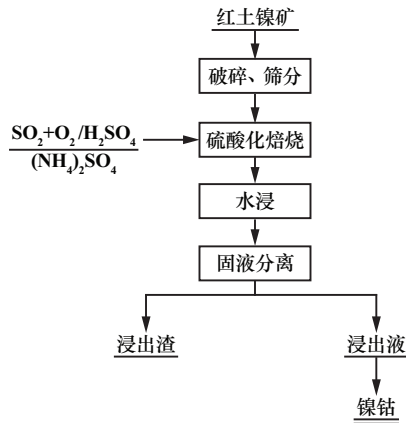 红土镍矿
破碎、筛分
SO2+O2/H2SO4
(NH4)2SO4
硫酸化焙烧
水浸
固液分离
浸出渣
浸出液
镍钴